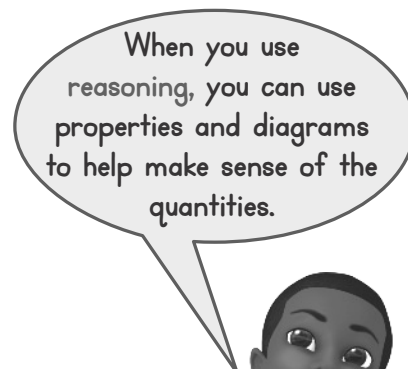 When you use
reasoning, you can use
properties and diagrams
to help make sense of the
quantities.